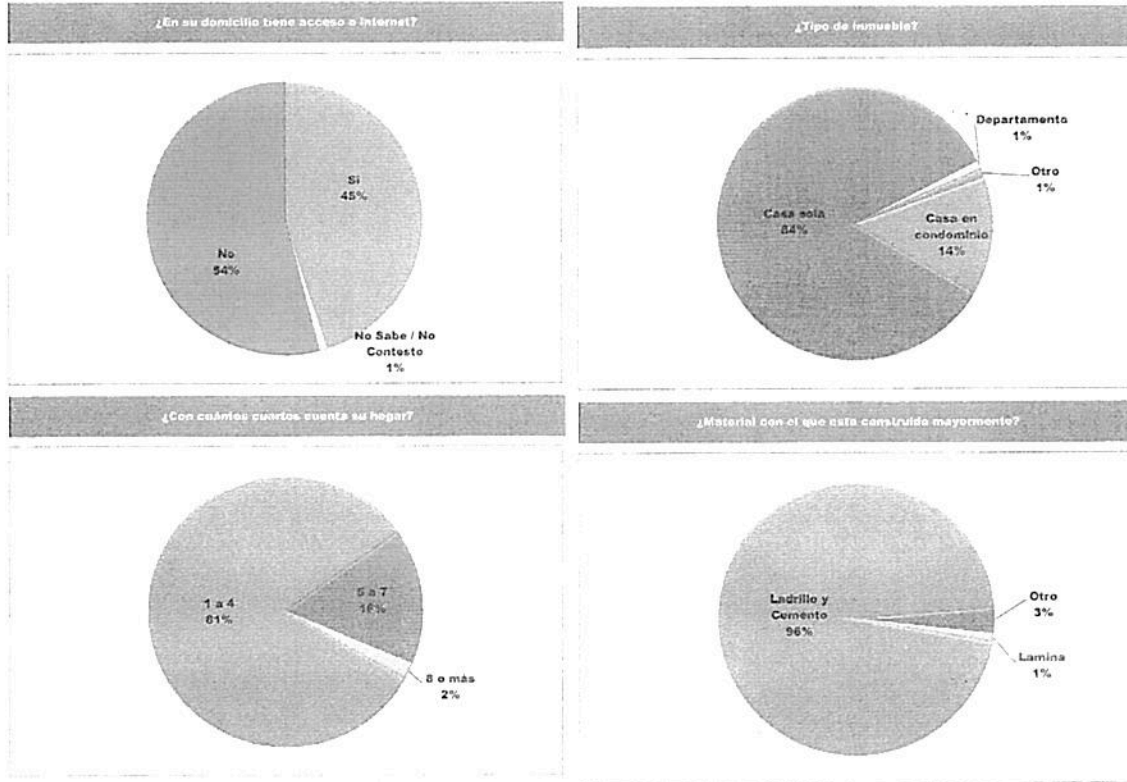 ¿En su domicilio tiene acceso a Internet?
Si
45%
No
54%
No Sabe / No
Contesto
1%
¿Tipo de inmueble?
Departamento
1%
Otro
1%
Casa sola
84%
Casa en
condominio
14%
¿Con cuántos cuartos cuenta su hogar?
1 a 4
81%
5 a 7
8 o más
2%
¿Material con el que esta construido mayormente?
Ladrillo y
Cemento
96%
Otro
3%
Lamina
1%